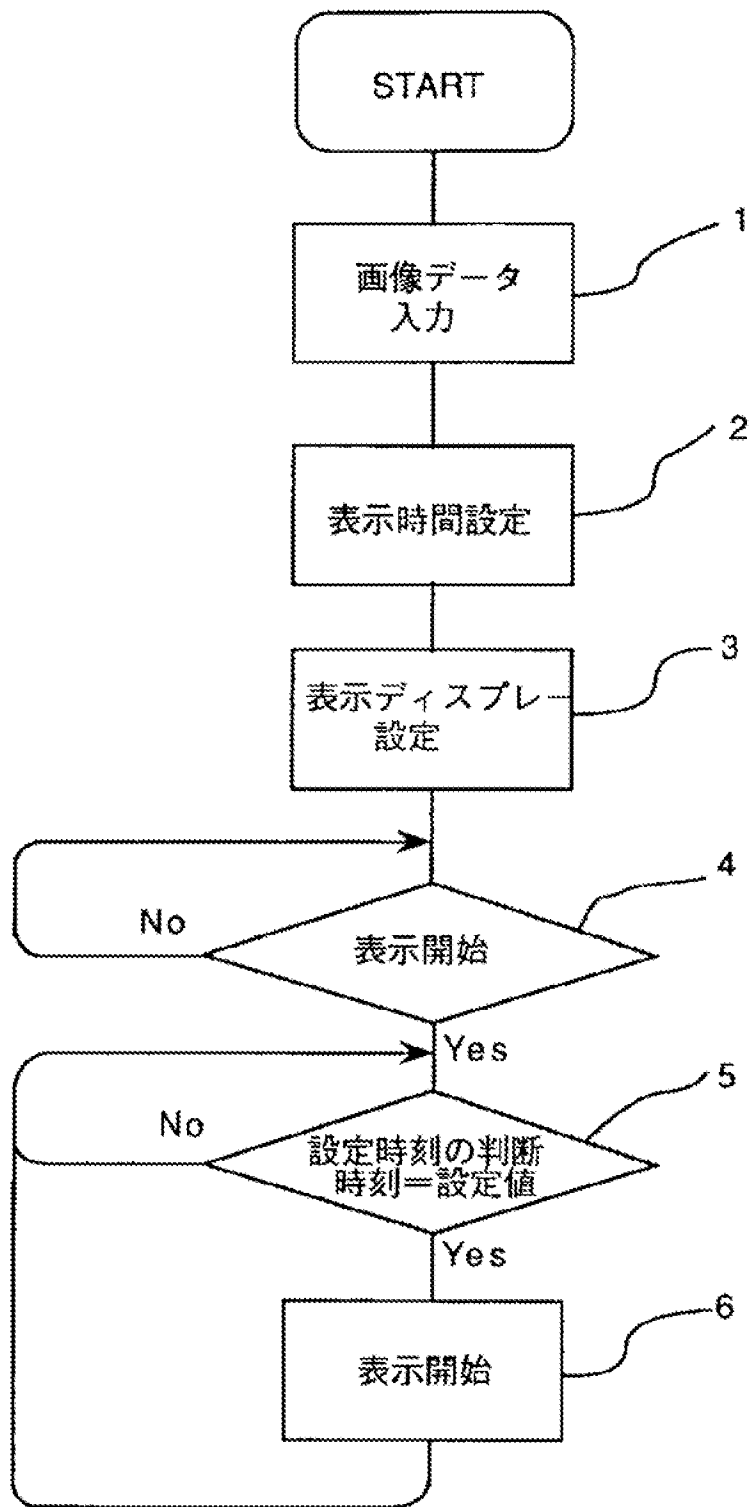 START
1
画像データ
入力
2
表示時間設定
3
表示ディスプレー
設定
4
No
表示開始
Yes
5
No
設定時刻の判断
時刻＝設定値
Yes
6
表示開始